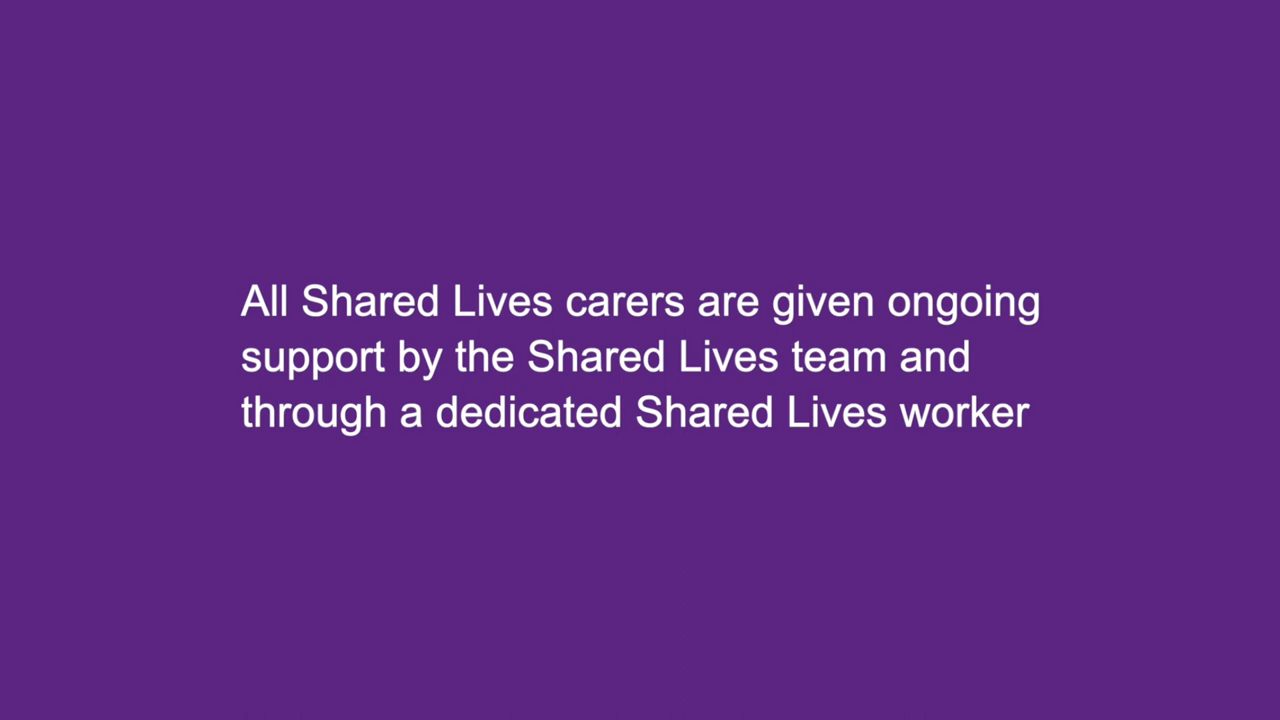 All Shared Lives carers are given ongoing
support by the Shared Lives team and
through a dedicated Shared Lives worker